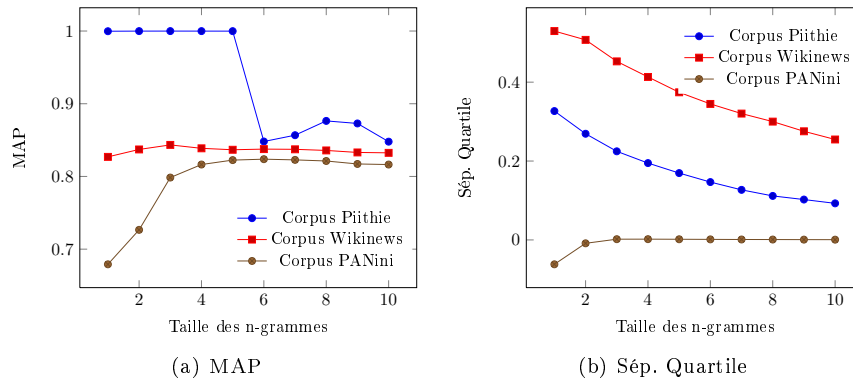 1
0.9
0.8
0.7
MAP
2
4
6
8
10
Taille des n-grammes
Corpus Piithie
Corpus Wikinews
Corpus PANini
(a) MAP
0.4
0.2
0
Sép. Quartile
2
4
6
8
10
Taille des n-grammes
Corpus Piithie
Corpus Wikinews
Corpus PANini
(b) Sép. Quartile